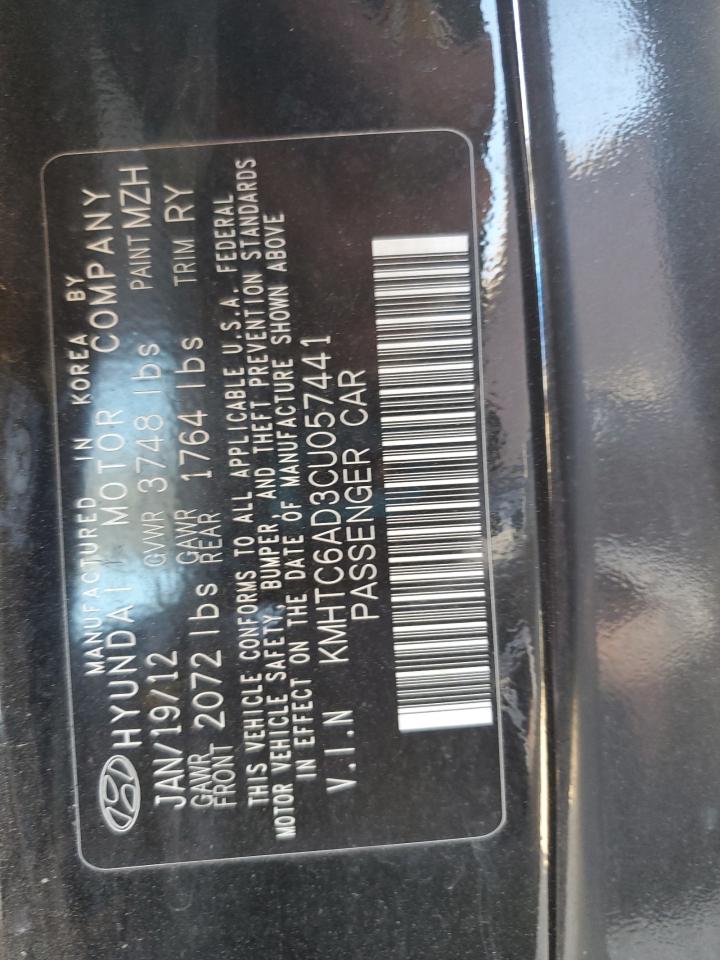 MANUFACTURED IN KOREA BY
HYUNDAI MOTOR COMPANY
JAN/19/12 GVWR 3748 lbs PAINT MZH
GAWR FRONT 2072 lbs GAWR REAR 1764 lbs TRIM RY
THIS VEHICLE CONFORMS TO ALL APPLICABLE U.S.A. FEDERAL
MOTOR VEHICLE SAFETY, BUMPER, AND THEFT PREVENTION STANDARDS
IN EFFECT ON THE DATE OF MANUFACTURE SHOWN ABOVE
V.I.N KMHTC6AD3CU057441
PASSENGER CAR